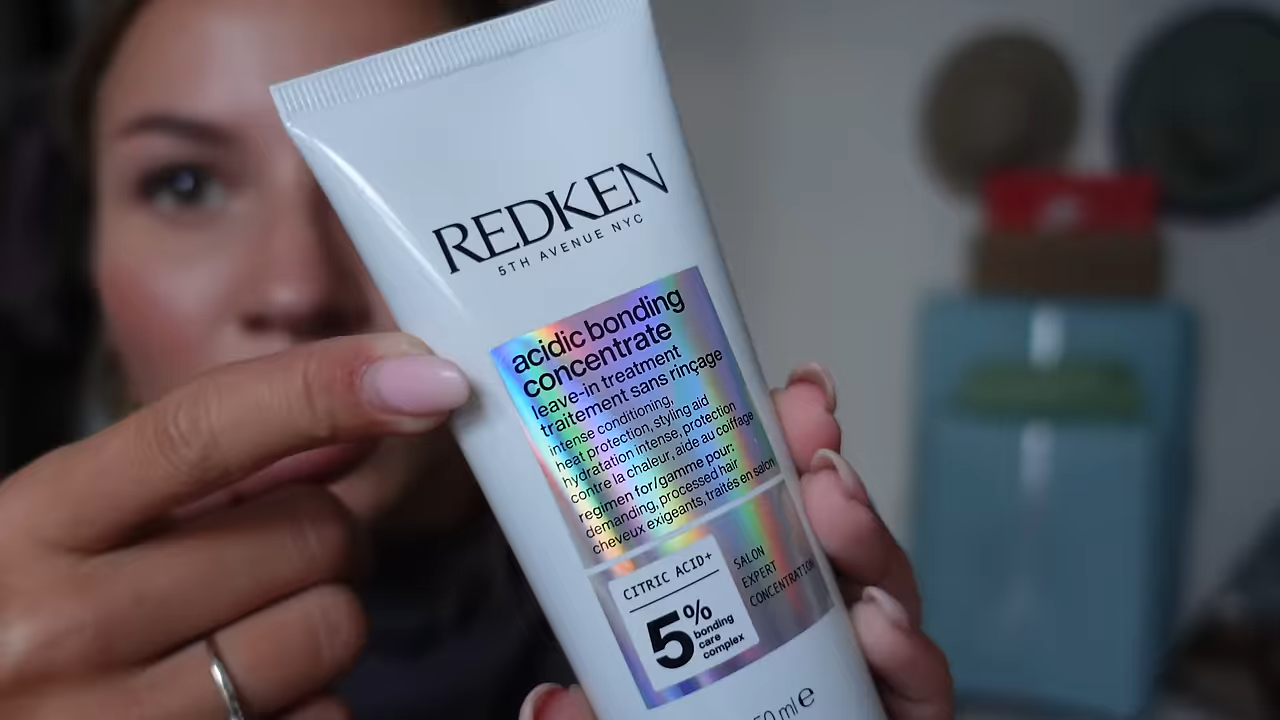 REDKEN
5TH AVENUE NYC
acidic bonding
concentrate
leave-in treatment
traitement sans rinçage
intense conditioning,
heat protection, styling aid
hydratation intense, protection
contre la chaleur, aide au coiffage
regimen for/gamme pour:
demanding, processed hair
cheveux exigeants, traités en salon
CITRIC ACID+
5%
bonding
care
complex
SALON
EXPERT
CONCENTRATION
ml e